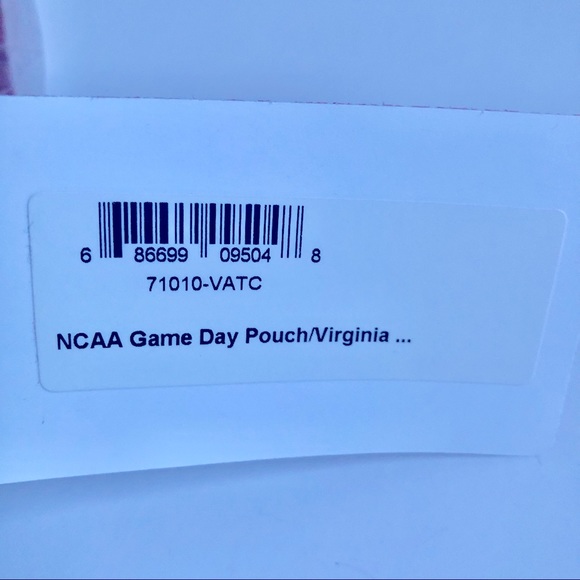 6 86699 09504 8
71010-VATC
NCAA Game Day Pouch/Virginia ...